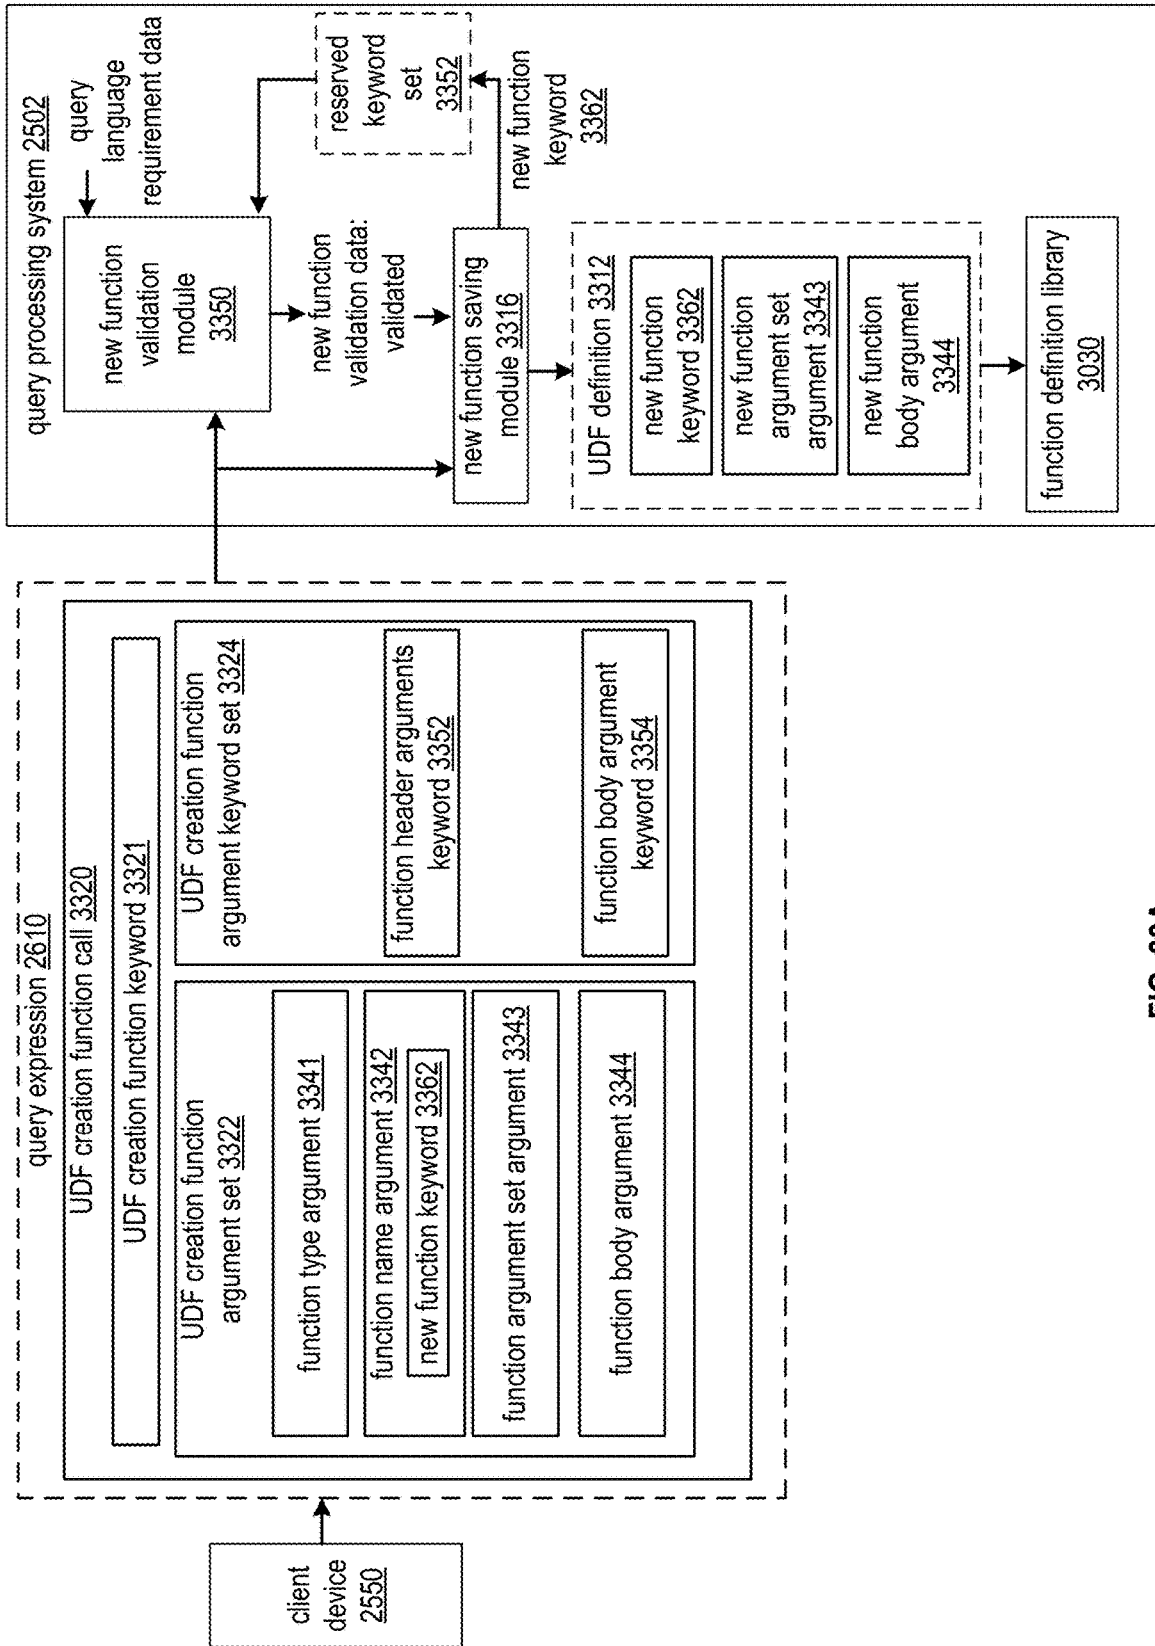 client
device
2550
query expression 2610
UDF creation function call 3320
UDF creation function keyword 3321
UDF creation function
argument set 3322
function type argument 3341
function name argument 3342
new function keyword 3362
function argument set argument 3343
function body argument 3344
UDF creation function
argument keyword set 3324
function header arguments
keyword 3352
function body argument
keyword 3354
query processing system 2502
query
language
requirement data
new function
validation
module
3350
reserved
keyword
set
3352
new function
validation data:
validated
new function
keyword
3362
new function saving
module 3316
UDF definition 3312
new function
keyword 3362
new function
argument set
argument 3343
new function
body argument
3344
function definition library
3030